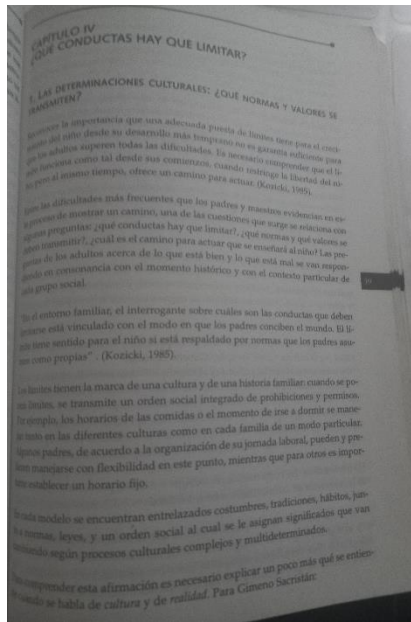 CAPÍTULO IV
¿QUÉ CONDUCTAS HAY QUE LIMITAR?
1. LAS DETERMINACIONES CULTURALES: ¿QUÉ NORMAS Y VALORES SE
TRANSMITEN?
la importancia que una adecuada puesta de límites tiene para el
del niño desde su desarrollo más temprano no es garantía suficiente para
los adultos superen todas las dificultades. Es necesario comprender que el lí-
funciona como tal desde sus comienzos, cuando restringe la libertad del ni-
pero al mismo tiempo, ofrece un camino para actuar. (Kozicki, 1985).
las dificultades más frecuentes que los padres y maestros evidencian en es-
proceso de mostrar un camino, una de las cuestiones que surge se relaciona con
preguntas: ¿qué conductas hay que limitar?, ¿qué normas y qué valores se
transmitir?, ¿cuál es el camino para actuar que se enseñará al niño? Las
de los adultos acerca de lo que está bien y lo que está mal se van
en consonancia con el momento histórico y con el contexto particular de
grupo social.
el entorno familiar, el interrogante sobre cuáles son las conductas que deben
está vinculado con el modo en que los padres conciben el mundo. El lí-
tiene sentido para el niño si está respaldado por normas que los padres
como propias". (Kozicki, 1985).
Los límites tienen la marca de una cultura y de una historia familiar: cuando se po-
límites, se transmite un orden social integrado de prohibiciones y permisos.
Por ejemplo, los horarios de las comidas o el momento de irse a dormir se
tanto en las diferentes culturas como en cada familia de un modo particular.
Algunos padres, de acuerdo a la organización de su jornada laboral, pueden y
manejarse con flexibilidad en este punto, mientras que para otros es impor-
establecer un horario fijo.
cada modelo se encuentran entrelazados costumbres, tradiciones, hábitos,
normas, leyes, y un orden social al cual se le asignan significados que van
según procesos culturales complejos y multideterminados.
comprender esta afirmación es necesario explicar un poco más qué se entien-
cuando se habla de cultura y de realidad. Para Gimeno Sacristán: